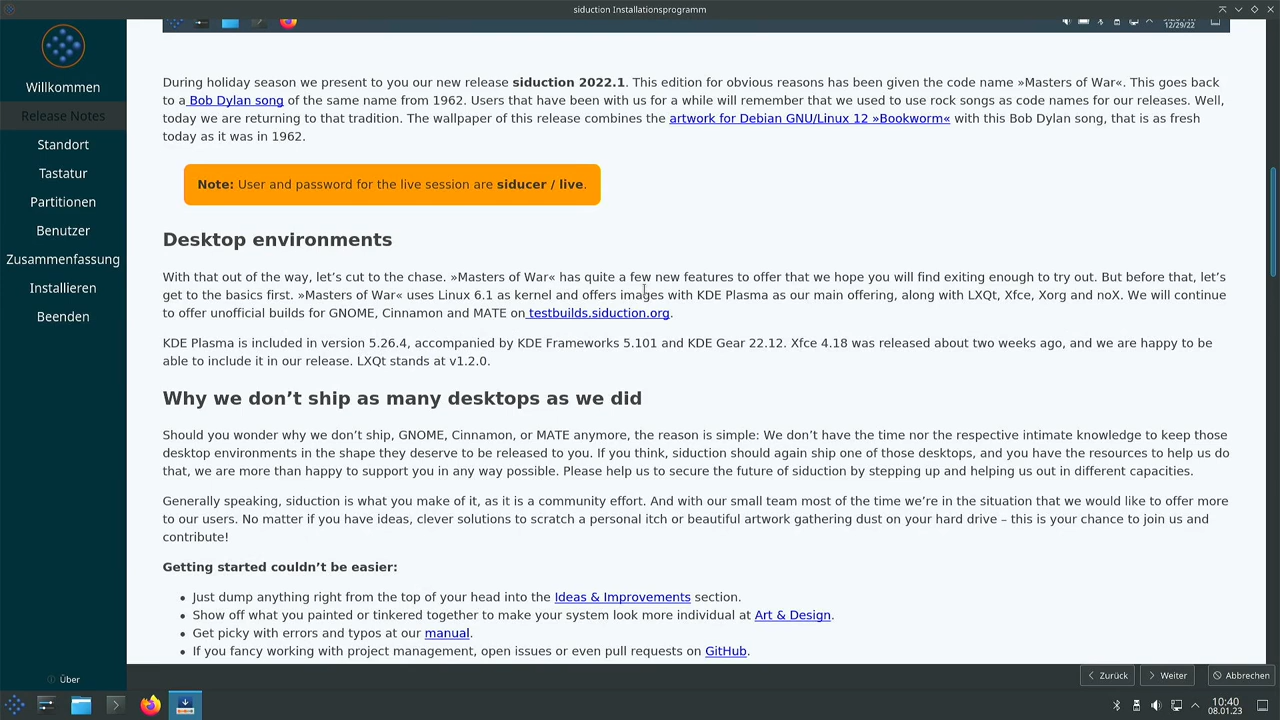 siduction Installationsprogramm
12/29/22
Willkommen
Release Notes
Standort
Tastatur
Partitionen
Benutzer
Zusammenfassung
Installieren
Beenden
Über
During holiday season we present to you our new release siduction 2022.1. This edition for obvious reasons has been given the code name »Masters of War«. This goes back
to a Bob Dylan song of the same name from 1962. Users that have been with us for a while will remember that we used to use rock songs as code names for our releases. Well,
today we are returning to that tradition. The wallpaper of this release combines the artwork for Debian GNU/Linux 12 »Bookworm« with this Bob Dylan song, that is as fresh
today as it was in 1962.
Note: User and password for the live session are siducer / live.
Desktop environments
With that out of the way, let’s cut to the chase. »Masters of War« has quite a few new features to offer that we hope you will find exiting enough to try out. But before that, let’s
get to the basics first. »Masters of War« uses Linux 6.1 as kernel and offers images with KDE Plasma as our main offering, along with LXQt, Xfce, Xorg and noX. We will continue
to offer unofficial builds for GNOME, Cinnamon and MATE on testbuilds.siduction.org.
KDE Plasma is included in version 5.26.4, accompanied by KDE Frameworks 5.101 and KDE Gear 22.12. Xfce 4.18 was released about two weeks ago, and we are happy to be
able to include it in our release. LXQt stands at v1.2.0.
Why we don’t ship as many desktops as we did
Should you wonder why we don’t ship, GNOME, Cinnamon, or MATE anymore, the reason is simple: We don’t have the time nor the respective intimate knowledge to keep those
desktop environments in the shape they deserve to be released to you. If you think, siduction should again ship one of those desktops, and you have the resources to help us do
that, we are more than happy to support you in any way possible. Please help us to secure the future of siduction by stepping up and helping us out in different capacities.
Generally speaking, siduction is what you make of it, as it is a community effort. And with our small team most of the time we’re in the situation that we would like to offer more
to our users. No matter if you have ideas, clever solutions to scratch a personal itch or beautiful artwork gathering dust on your hard drive – this is your chance to join us and
contribute!
Getting started couldn’t be easier:
• Just dump anything right from the top of your head into the Ideas & Improvements section.
• Show off what you painted or tinkered together to make your system look more individual at Art & Design.
• Get picky with errors and typos at our manual.
• If you fancy working with project management, open issues or even pull requests on GitHub.
Zurück
Weiter
Abbrechen
10:40
08.01.23